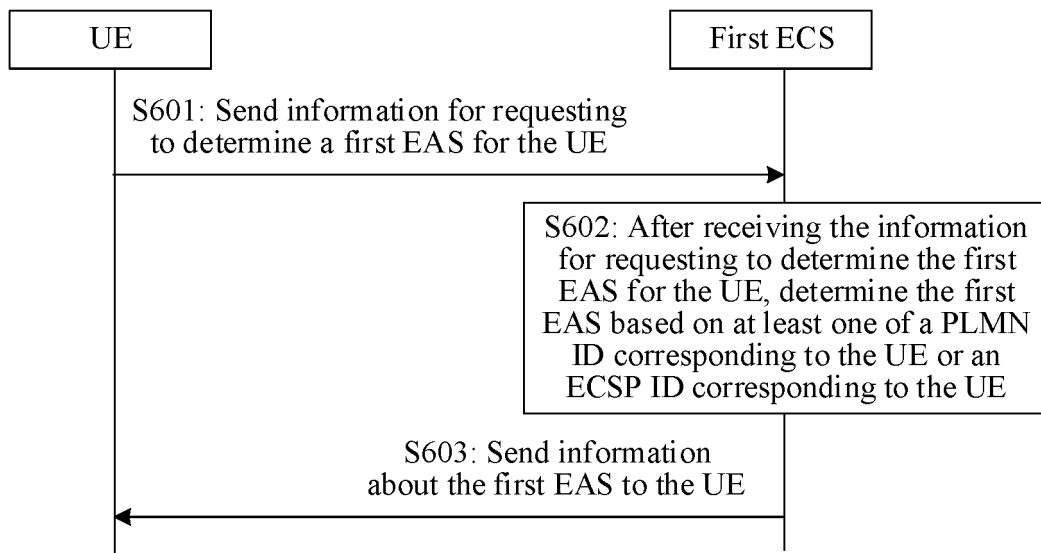 UE
First ECS
S601: Send information for requesting
to determine a first EAS for the UE
S602: After receiving the information
for requesting to determine the first
EAS for the UE, determine the first
EAS based on at least one of a PLMN
ID corresponding to the UE or an
ECSP ID corresponding to the UE
S603: Send information
about the first EAS to the UE